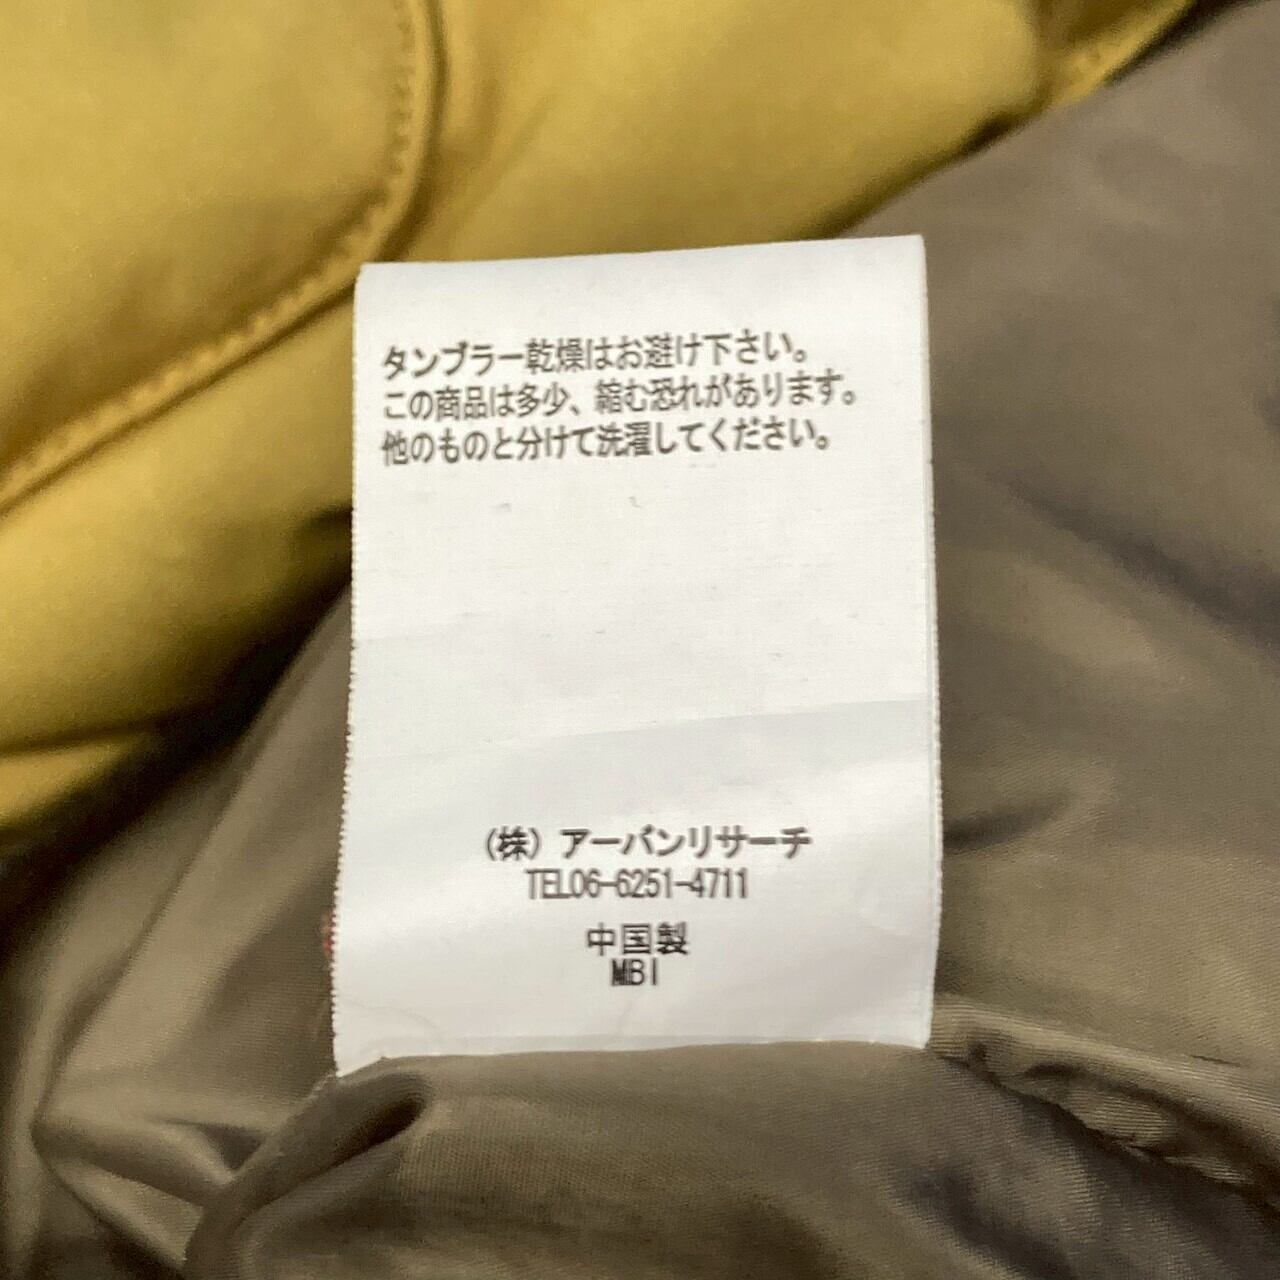 タンブラー乾燥はお避け下さい。
この商品は多少、縮む恐れがあります。
他のものと分けて洗濯してください。
（株）アーバンリサーチ
TEL06-6251-4711
中国製
MBI